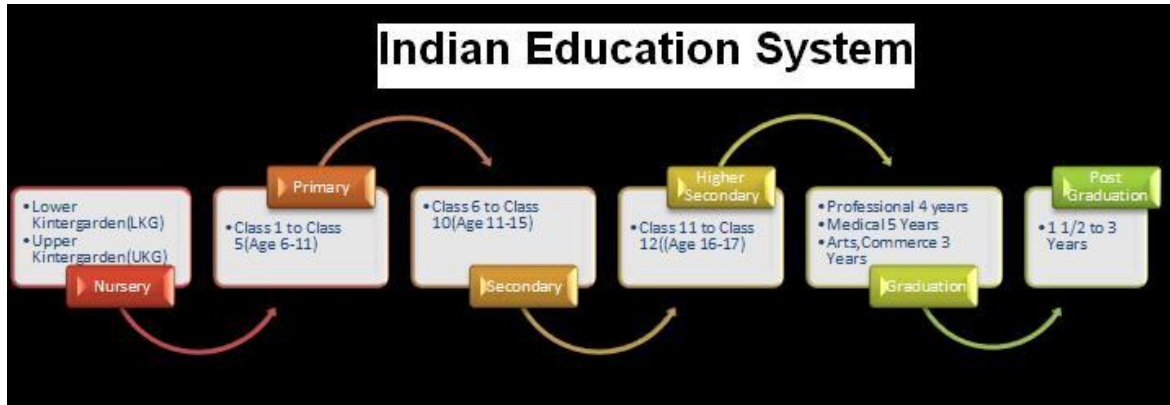 Indian Education System
•Lower
Kintergarden(LKG)
•Upper
Kintergarden(UKG)
Nursery
Primary
•Class 1 to Class
5(Age 6-11)
•Class 6 to Class
10(Age 11-15)
Secondary
Higher
Secondary
•Class 11 to Class
12((Age 16-17)
•Professional 4 years
•Medical 5 Years
•Arts,Commerce 3
Years
Graduation
Post
Graduation
•1 1/2 to 3
Years